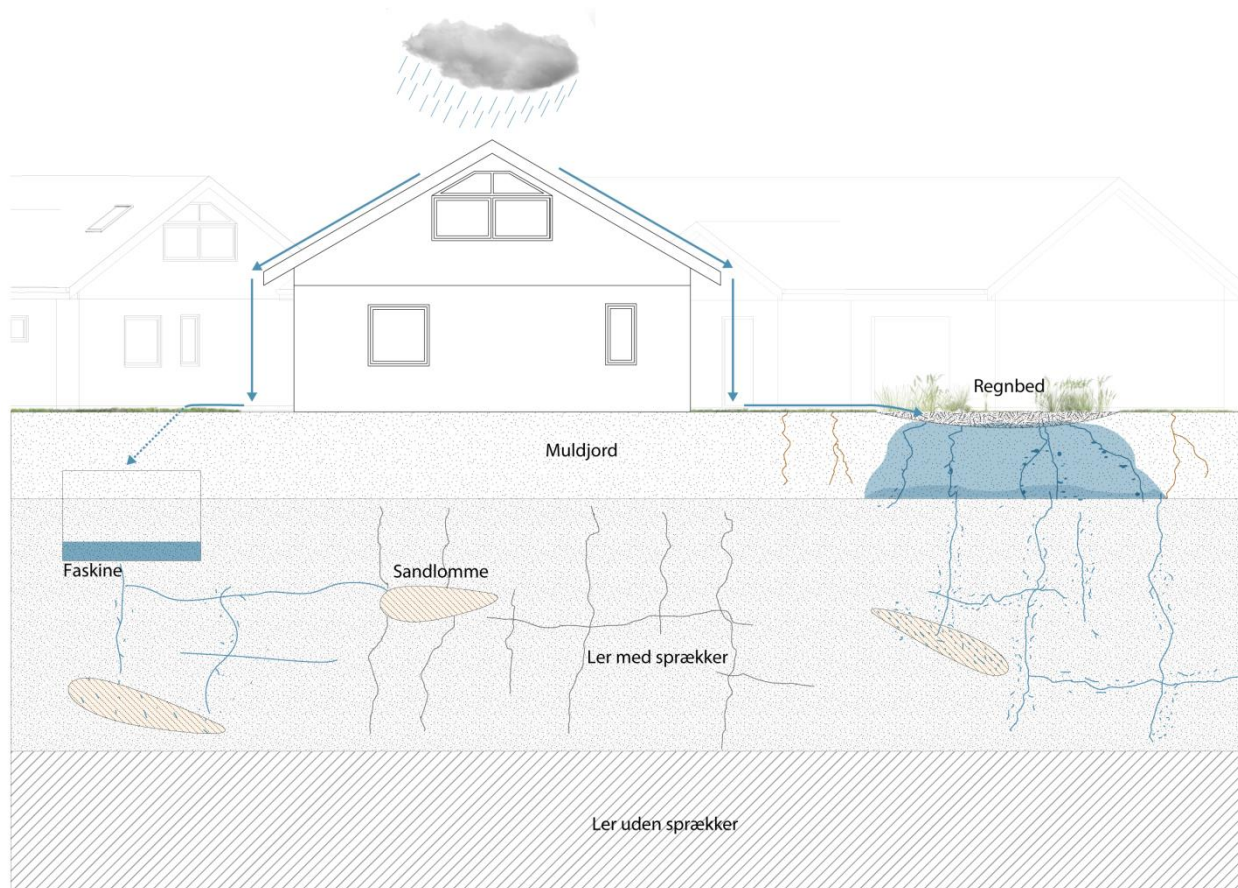 Regnbed
Muldjord
Faskine
Sandlomme
Ler med sprækker
Ler uden sprækker